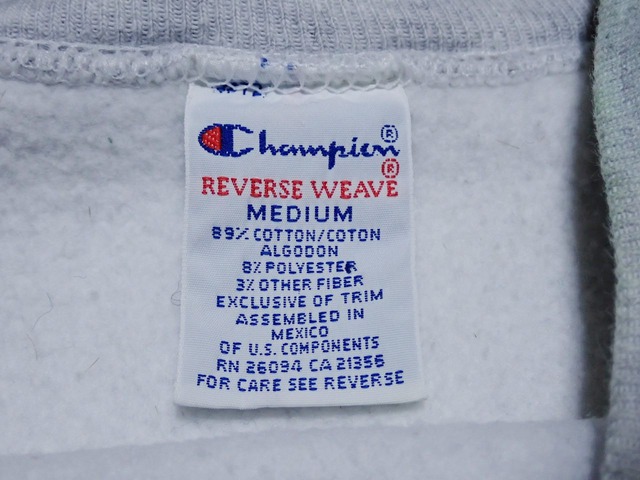 Champion®
REVERSE WEAVE®
MEDIUM
89% COTTON/COTON
ALGODON
8% POLYESTER
3% OTHER FIBER
EXCLUSIVE OF TRIM
ASSEMBLED IN
MEXICO
OF U.S. COMPONENTS
RN 26094 CA 21356
FOR CARE SEE REVERSE